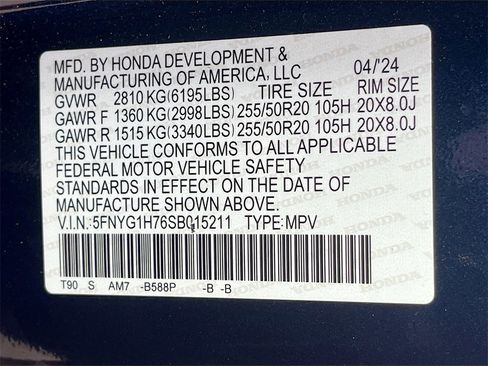 MFD. BY HONDA DEVELOPMENT &
MANUFACTURING OF AMERICA, LLC 04/'24
GVWR 2810 KG(6195LBS) TIRE SIZE RIM SIZE
GAWR F 1360 KG(2998LBS) 255/50R20 105H 20X8.0J
GAWR R 1515 KG(3340LBS) 255/50R20 105H 20X8.0J
THIS VEHICLE CONFORMS TO ALL APPLICABLE
FEDERAL MOTOR VEHICLE SAFETY
STANDARDS IN EFFECT ON THE DATE OF
MANUFACTURE SHOWN ABOVE.
V.I.N.:5FNYG1H76SB015211 TYPE:MPV
T90 S AM7 -B588P -B -B